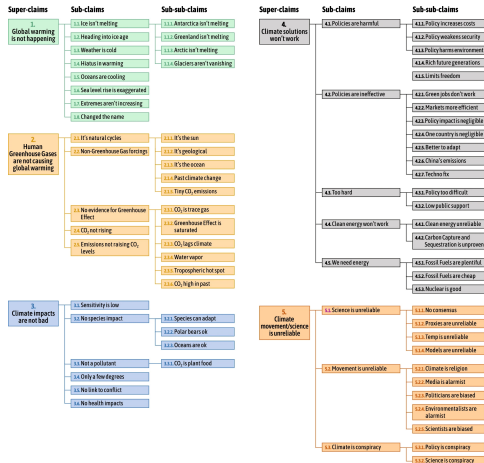 Super-claims
Sub-claims
Sub-sub-claims
1.
Global warming
is not happening
1.1. Ice isn't melting
1.1.1. Antarctica isn't melting
1.1.2. Greenland isn't melting
1.1.3. Arctic isn't melting
1.1.4. Glaciers aren't vanishing
1.2. Heading into ice age
1.3. Weather is cold
1.4. Hiatus in warming
1.5. Oceans are cooling
1.6. Sea level rise is exaggerated
1.7. Extremes aren't increasing
1.8. Changed the name
2.
Human
Greenhouse Gases
are not causing
global warming
2.1. It's natural cycles
2.1.1. It's the sun
2.1.2. It's geological
2.1.3. It's the ocean
2.1.4. Past climate change
2.1.5. Tiny CO₂ emissions
2.2. Non-Greenhouse Gas forcings
2.3. No evidence for Greenhouse
Effect
2.3.1. CO₂ is trace gas
2.3.2. Greenhouse Effect is
saturated
2.3.3. CO₂ lags climate
2.3.4. Water vapor
2.3.5. Tropospheric hot spot
2.3.6. CO₂ high in past
2.4. CO₂ not rising
2.5. Emissions not raising CO₂
levels
3.
Climate impacts
are not bad
3.1. Sensitivity is low
3.2. No species impact
3.2.1. Species can adapt
3.2.2. Polar bears ok
3.2.3. Oceans are ok
3.3. Not a pollutant
3.3.1. CO₂ is plant food
3.4. Only a few degrees
3.5. No link to conflict
3.6. No health impacts
Super-claims
Sub-claims
Sub-sub-claims
4.
Climate solutions
won't work
4.1. Policies are harmful
4.1.1. Policy increases costs
4.1.2. Policy weakens security
4.1.3. Policy harms environment
4.1.4. Rich future generations
4.1.5. Limits freedom
4.2. Policies are ineffective
4.2.1. Green jobs don't work
4.2.2. Markets more efficient
4.2.3. Policy impact is negligible
4.2.4. One country is negligible
4.2.5. Better to adapt
4.2.6. China's emissions
4.2.7. Techno fix
4.3. Too hard
4.3.1. Policy too difficult
4.3.2. Low public support
4.4. Clean energy won't work
4.4.1. Clean energy unreliable
4.4.2. Carbon Capture and
Sequestration is unproven
4.5. We need energy
4.5.1. Fossil Fuels are plentiful
4.5.2. Fossil Fuels are cheap
4.5.3. Nuclear is good
5.
Climate
movement/science
is unreliable
5.1. Science is unreliable
5.1.1. No consensus
5.1.2. Proxies are unreliable
5.1.3. Temp is unreliable
5.1.4. Models are unreliable
5.2. Movement is unreliable
5.2.1. Climate is religion
5.2.2. Media is alarmist
5.2.3. Politicians are biased
5.2.4. Environmentalists are
alarmist
5.2.5. Scientists are biased
5.3. Climate is conspiracy
5.3.1. Policy is conspiracy
5.3.2. Science is conspiracy